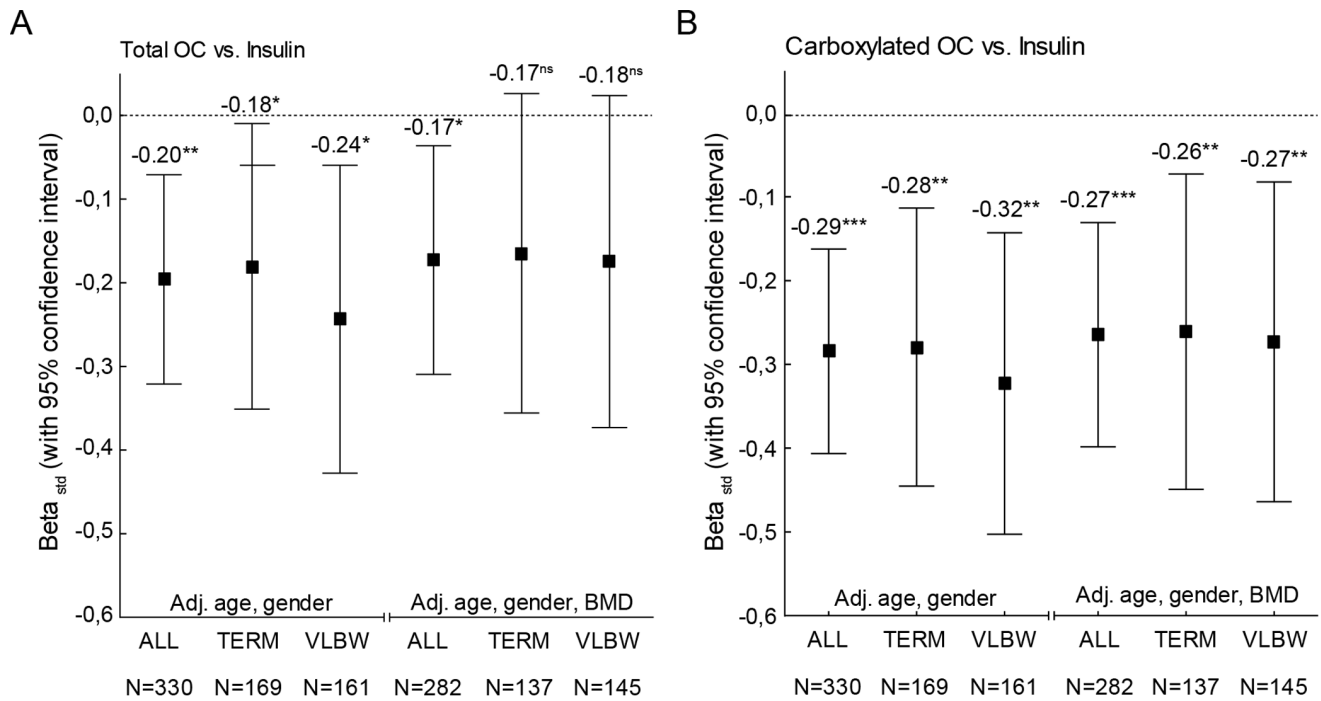 A
Total OC vs. Insulin
Beta std (with 95% confidence interval)
0,0
-0,1
-0,2
-0,3
-0,4
-0,5
-0,6
-0.20**
-0.18*
-0.24*
-0.17*
-0.17ns
-0.18ns
Adj. age, gender
Adj. age, gender, BMD
ALL TERM VLBW ALL TERM VLBW
N=330 N=169 N=161 N=282 N=137 N=145
B
Carboxylated OC vs. Insulin
Beta std (with 95% confidence interval)
0,0
-0,1
-0,2
-0,3
-0,4
-0,5
-0,6
-0.29***
-0.28**
-0.32**
-0.27***
-0.26**
-0.27**
Adj. age, gender
Adj. age, gender, BMD
ALL TERM VLBW ALL TERM VLBW
N=330 N=169 N=161 N=282 N=137 N=145